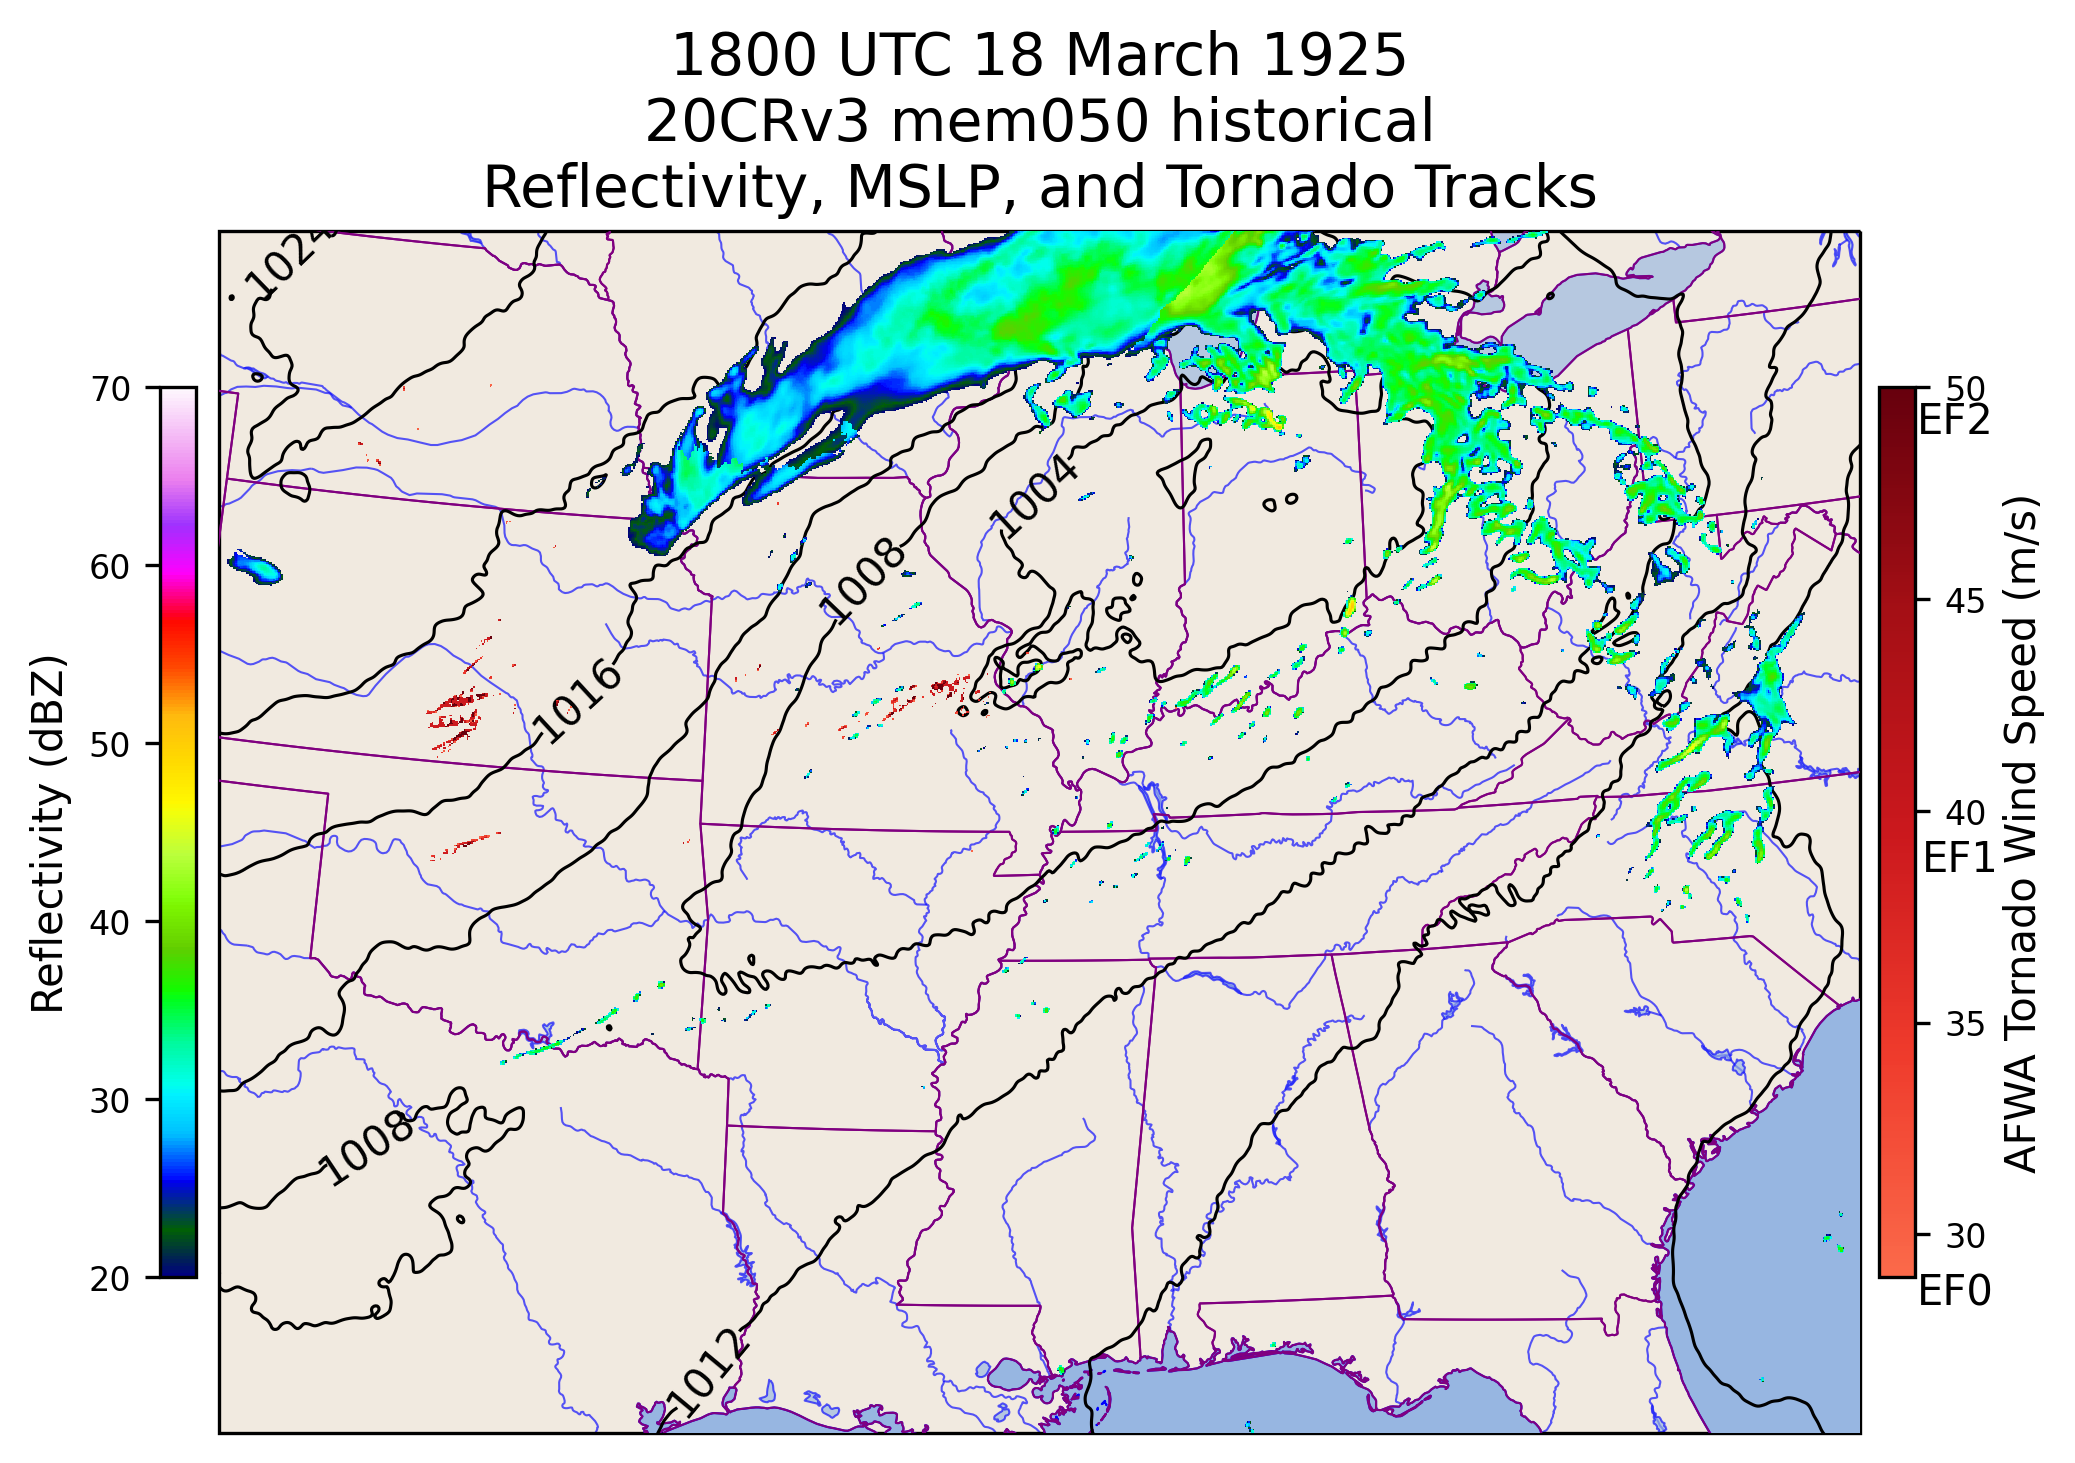 1800 UTC 18 March 1925
20CRv3 mem050 historical
Reflectivity, MSLP, and Tornado Tracks
1024
70
60
50
40
30
20
Reflectivity (dBZ)
1004
1008
1016
1008
1012
50
EF2
45
40
EF1
35
30
EF0
AFWA Tornado Wind Speed (m/s)